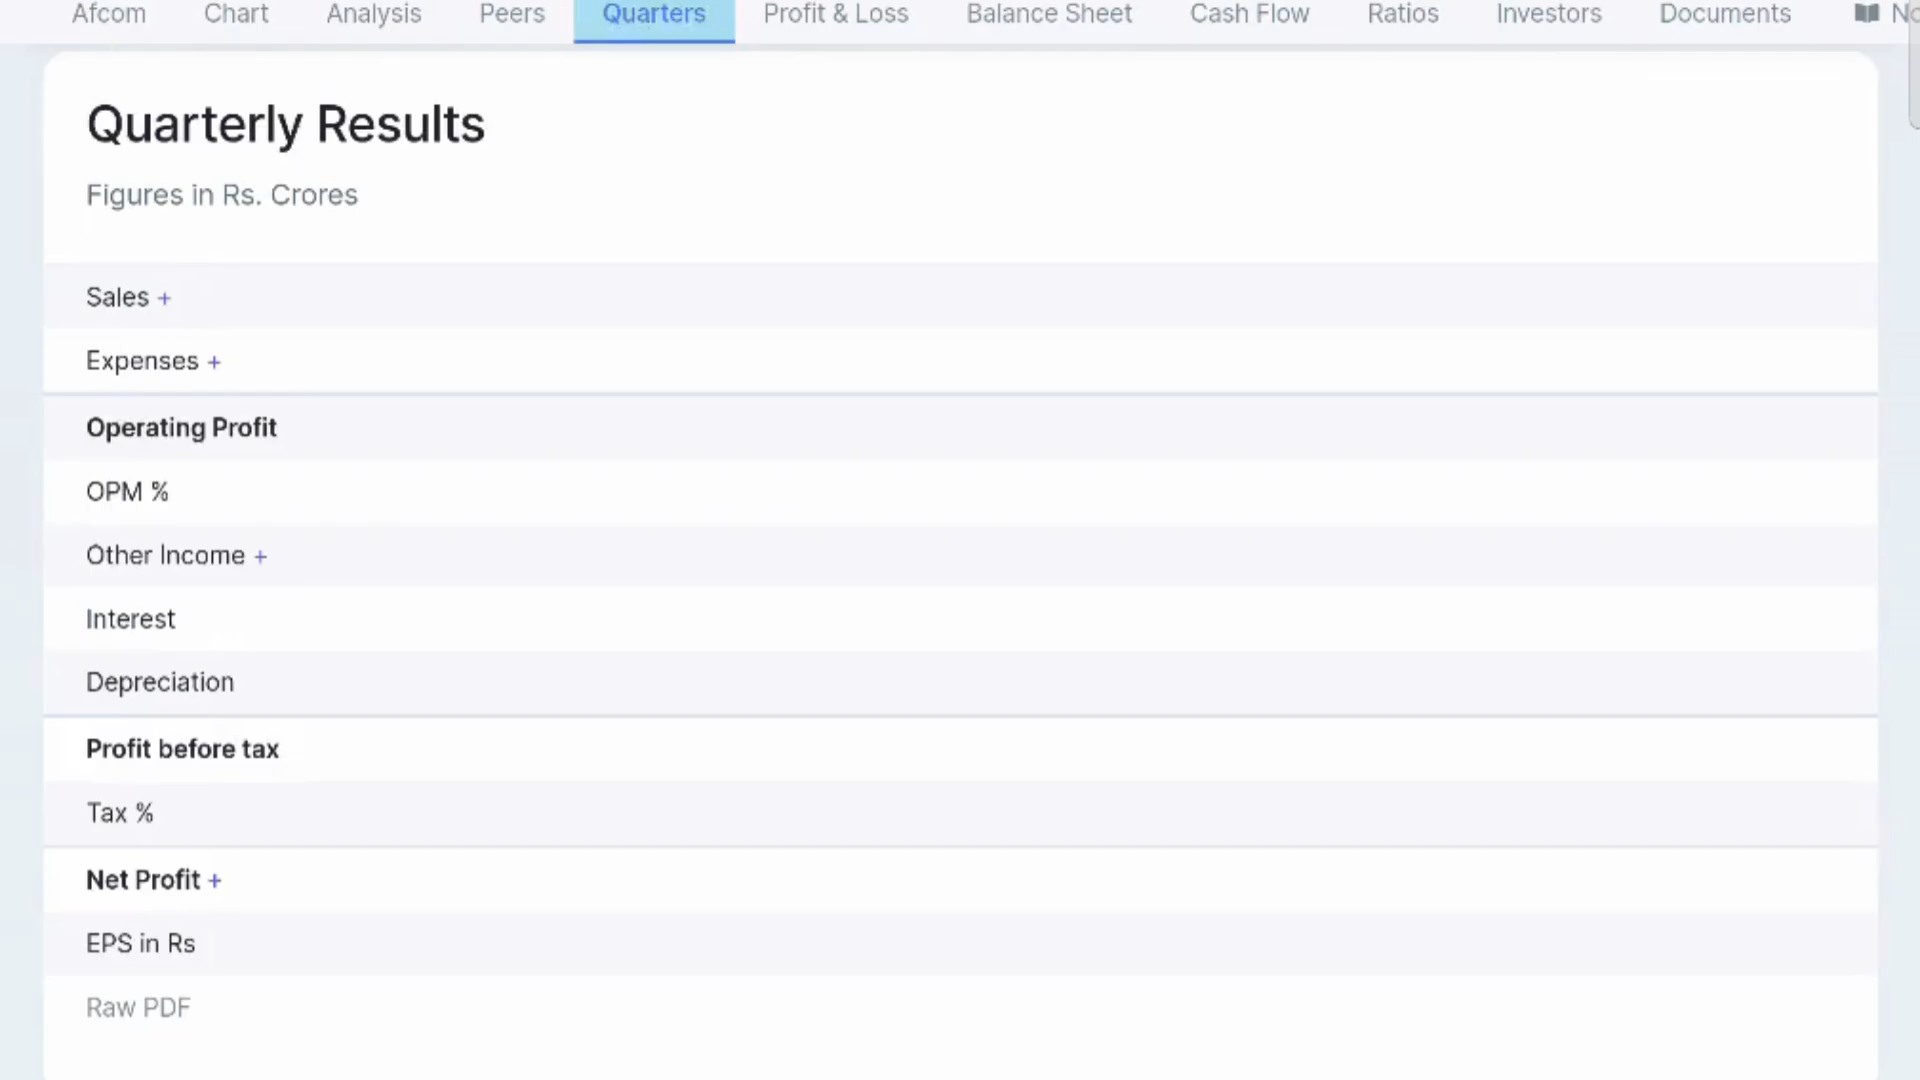 Afcom Chart Analysis Peers Quarters Profit & Loss Balance Sheet Cash Flow Ratios Investors Documents
Quarterly Results
Figures in Rs. Crores
Sales +
Expenses +
Operating Profit
OPM %
Other Income +
Interest
Depreciation
Profit before tax
Tax %
Net Profit +
EPS in Rs
Raw PDF